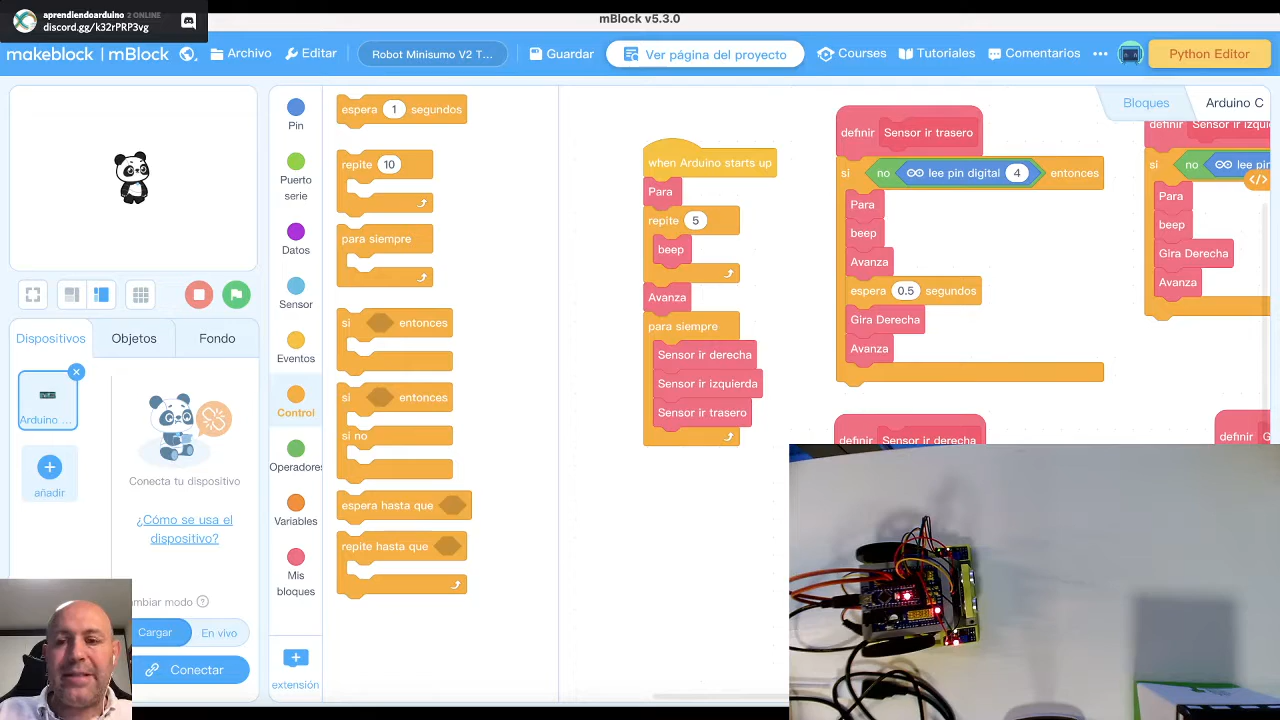 aprendiendoarduino 2 ONLINE
discord.gg/k32rPRP3vg
mBlock v5.3.0
makeblock | mBlock
Archivo
Editar
Robot Minisumo V2 T...
Guardar
Ver página del proyecto
Courses
Tutoriales
Comentarios
Python Editor
Pin
Puerto
serie
Datos
Sensor
Eventos
Control
Operadores
Variables
Mis
bloques
extensión
espera 1 segundos
repite 10
para siempre
si entonces
si entonces
si no
espera hasta que
repite hasta que
when Arduino starts up
Para
repite 5
beep
Avanza
para siempre
Sensor ir derecha
Sensor ir izquierda
Sensor ir trasero
definir Sensor ir trasero
si no lee pin digital 4 entonces
Para
beep
Avanza
espera 0.5 segundos
Gira Derecha
Avanza
definir Sensor ir derecha
Bloques
Arduino C
definir Sensor ir izqui
si no lee pin
Para
beep
Gira Derecha
Avanza
definir G
Dispositivos
Objetos
Fondo
Arduino ...
añadir
Conecta tu dispositivo
¿Cómo se usa el
dispositivo?
ambiar modo
Cargar
En vivo
Conectar